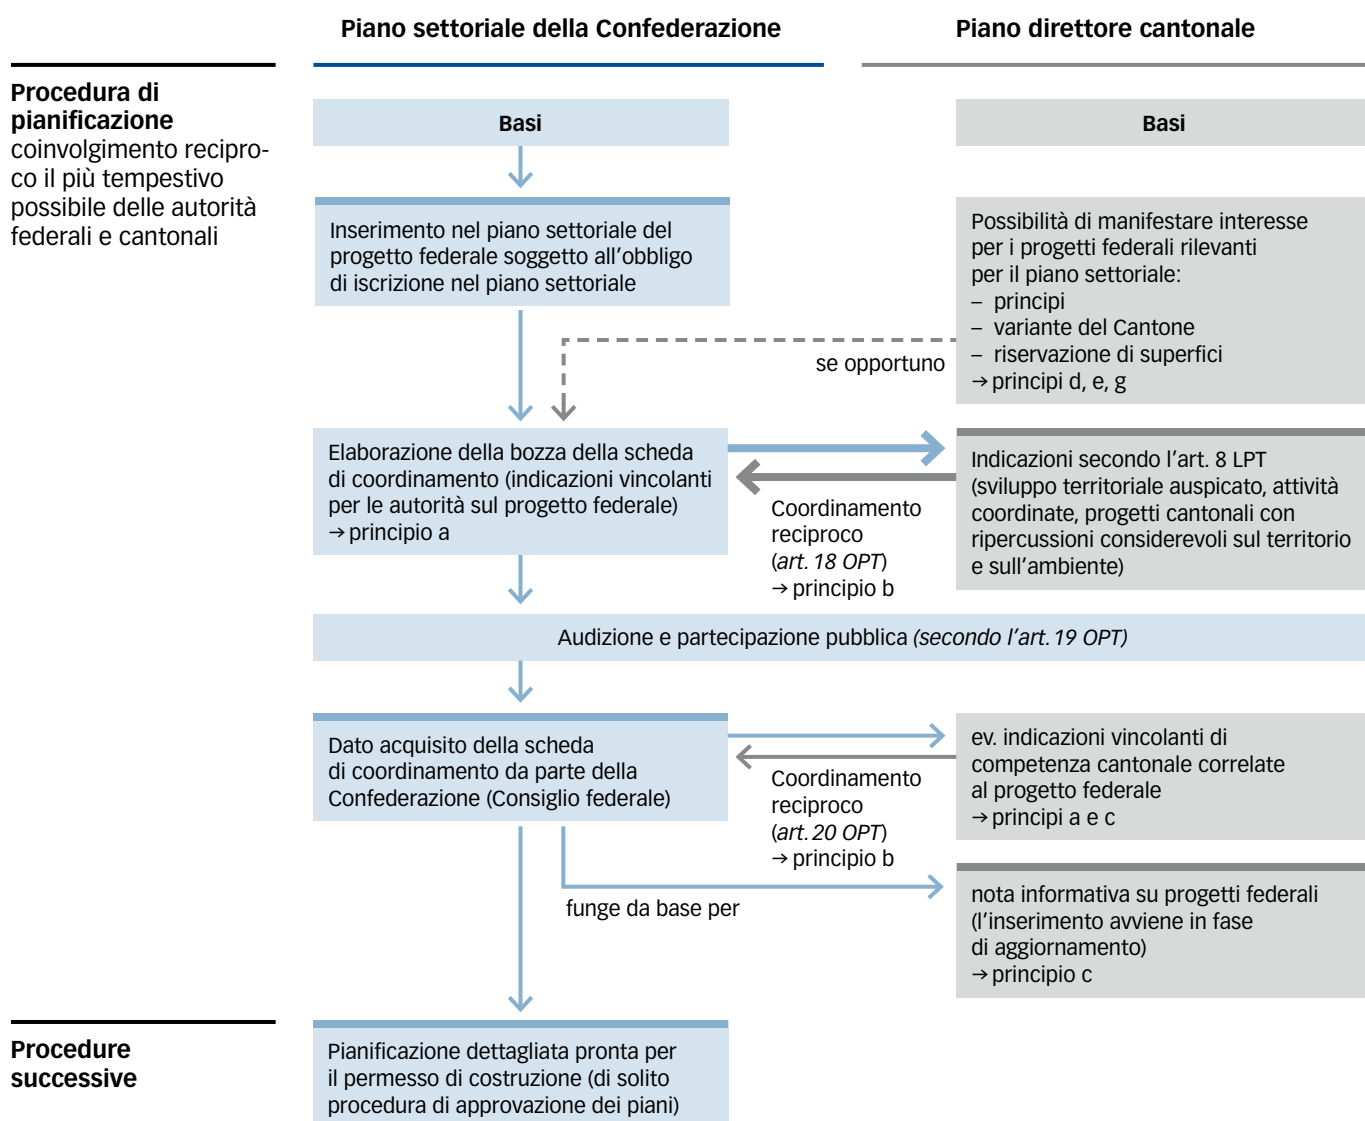 Piano settoriale della Confederazione
Piano direttore cantonale
Procedura di
pianificazione
coinvolgimento recipro-
co il più tempestivo
possibile delle autorità
federali e cantonali
Basi
Basi
Inserimento nel piano settoriale del
progetto federale soggetto all’obbligo
di iscrizione nel piano settoriale
Possibilità di manifestare interesse
per i progetti federali rilevanti
per il piano settoriale:
– principi
– variante del Cantone
– riservazione di superfici
→ principi d, e, g
se opportuno
Elaborazione della bozza della scheda
di coordinamento (indicazioni vincolanti
per le autorità sul progetto federale)
→ principio a
Coordinamento
reciproco
(art. 18 OPT)
→ principio b
Indicazioni secondo l’art. 8 LPT
(sviluppo territoriale auspicato, attività
coordinate, progetti cantonali con
ripercussioni considerevoli sul territorio
e sull’ambiente)
Audizione e partecipazione pubblica (secondo l’art. 19 OPT)
Dato acquisito della scheda
di coordinamento da parte della
Confederazione (Consiglio federale)
Coordinamento
reciproco
(art. 20 OPT)
→ principio b
ev. indicazioni vincolanti di
competenza cantonale correlate
al progetto federale
→ principi a e c
funge da base per
nota informativa su progetti federali
(l’inserimento avviene in fase
di aggiornamento)
→ principio c
Procedure
successive
Pianificazione dettagliata pronta per
il permesso di costruzione (di solito
procedura di approvazione dei piani)